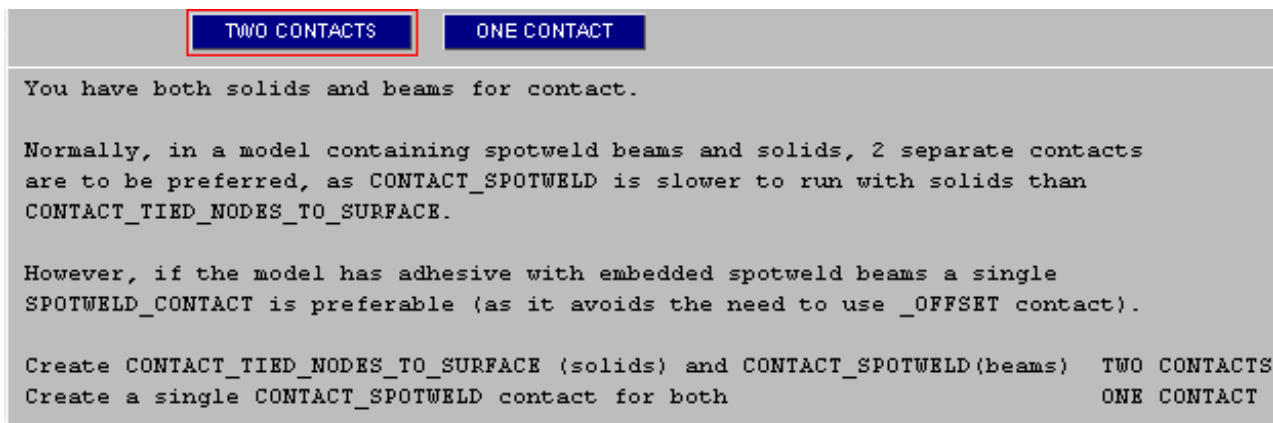 TWO CONTACTS ONE CONTACT
You have both solids and beams for contact.
Normally, in a model containing spotweld beams and solids, 2 separate contacts
are to be preferred, as CONTACT_SPOTWELD is slower to run with solids than
CONTACT_TIED_NODES_TO_SURFACE.
However, if the model has adhesive with embedded spotweld beams a single
SPOTWELD_CONTACT is preferable (as it avoids the need to use _OFFSET contact).
Create CONTACT_TIED_NODES_TO_SURFACE (solids) and CONTACT_SPOTWELD(beams) TWO CONTACTS
Create a single CONTACT_SPOTWELD contact for both ONE CONTACT